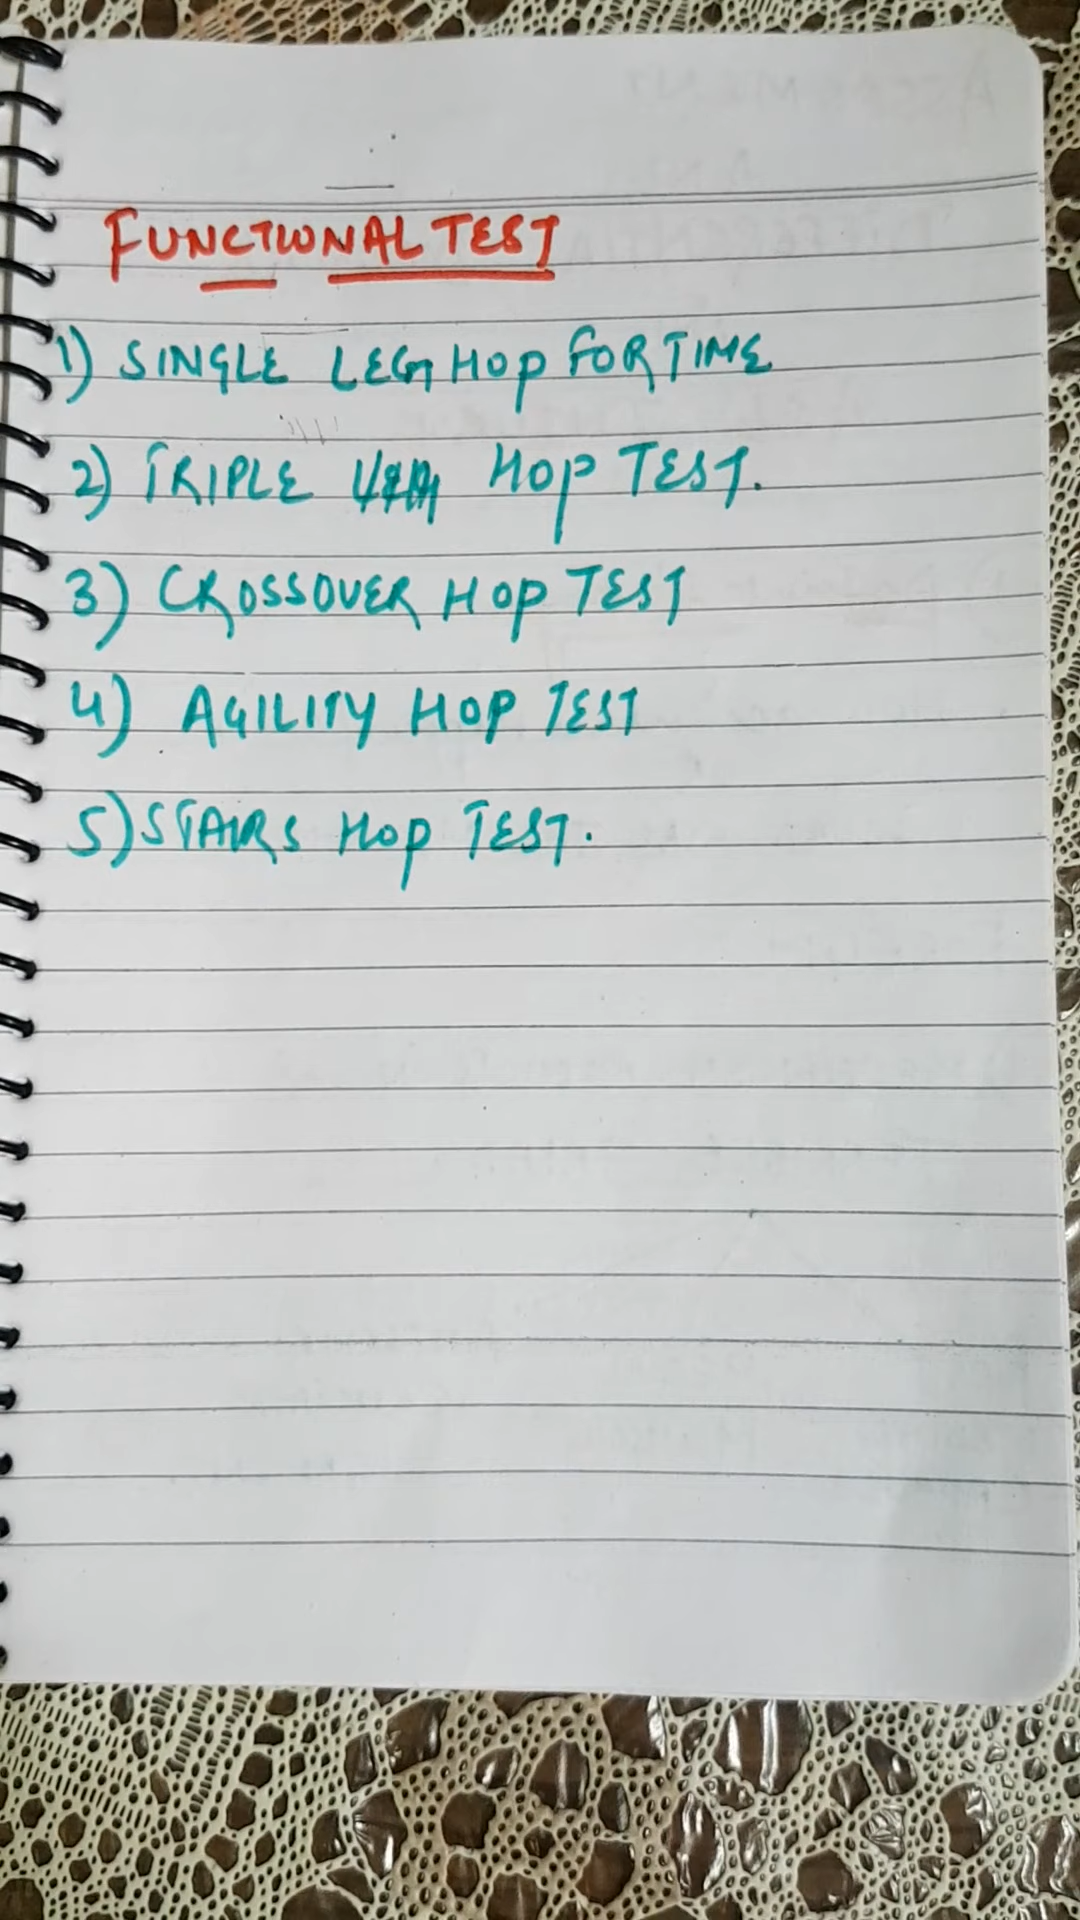 FUNCTIONAL TEST
1) SINGLE LEG HOP FOR TIME
2) TRIPLE HOP TEST.
3) CROSSOVER HOP TEST
4) AGILITY HOP TEST
5) STAIRS HOP TEST.